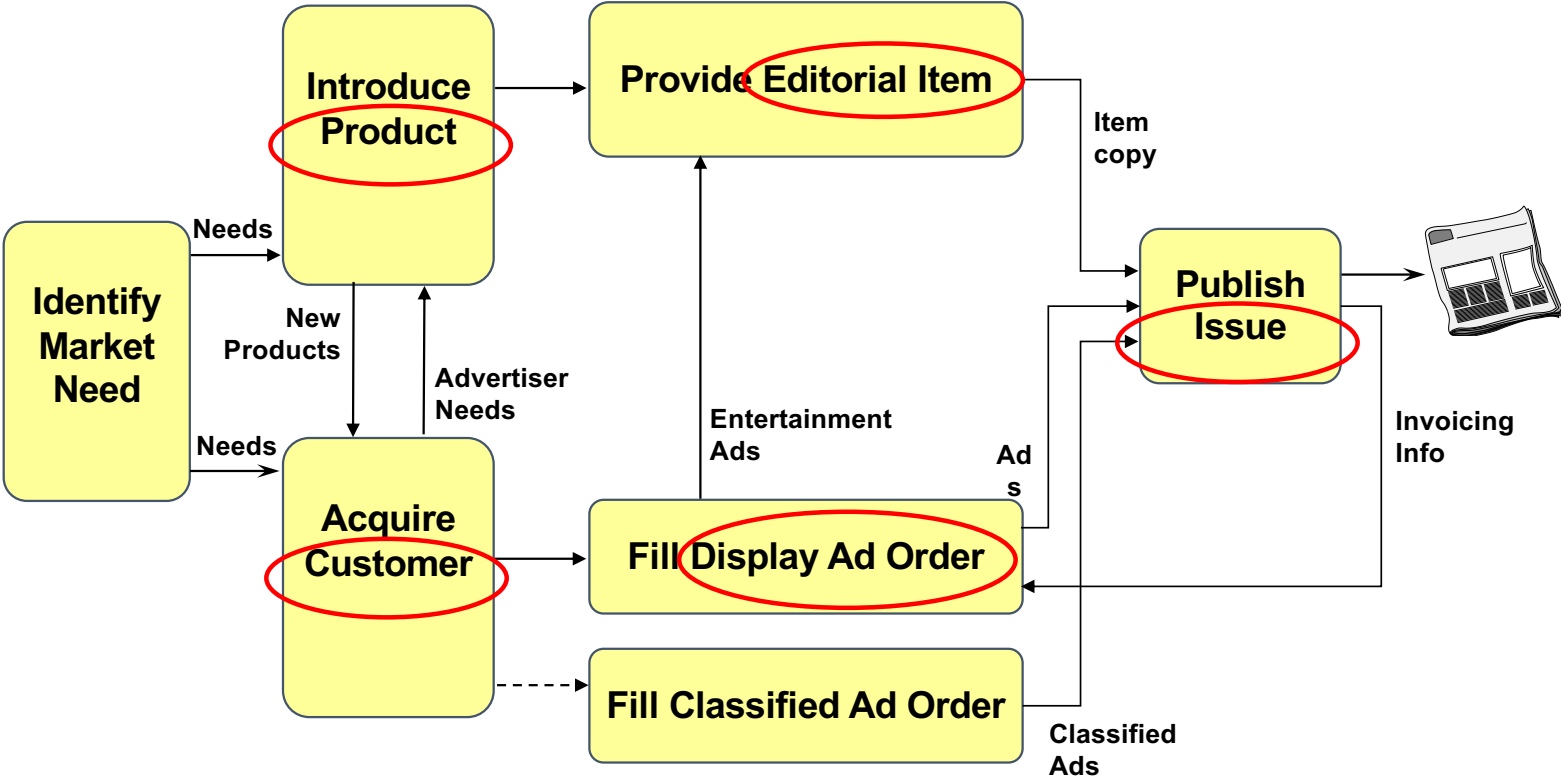 Introduce
Product
Provide Editorial Item
Item
copy
Needs
Identify
Market
Need
New
Products
Advertiser
Needs
Publish
Issue
Needs
Entertainment
Ads
Ad
s
Invoicing
Info
Acquire
Customer
Fill Display Ad Order
Fill Classified Ad Order
Classified
Ads